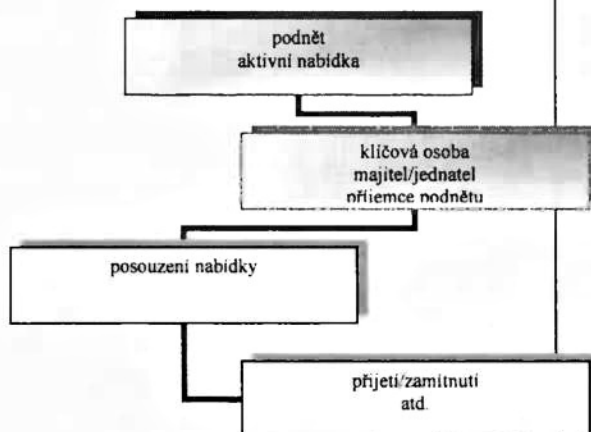 podnět
aktivní nabídka
klíčová osoba
majitel/jednatel
příjemce podnětu
posouzení nabídky
přijetí/zamítnutí
atd.